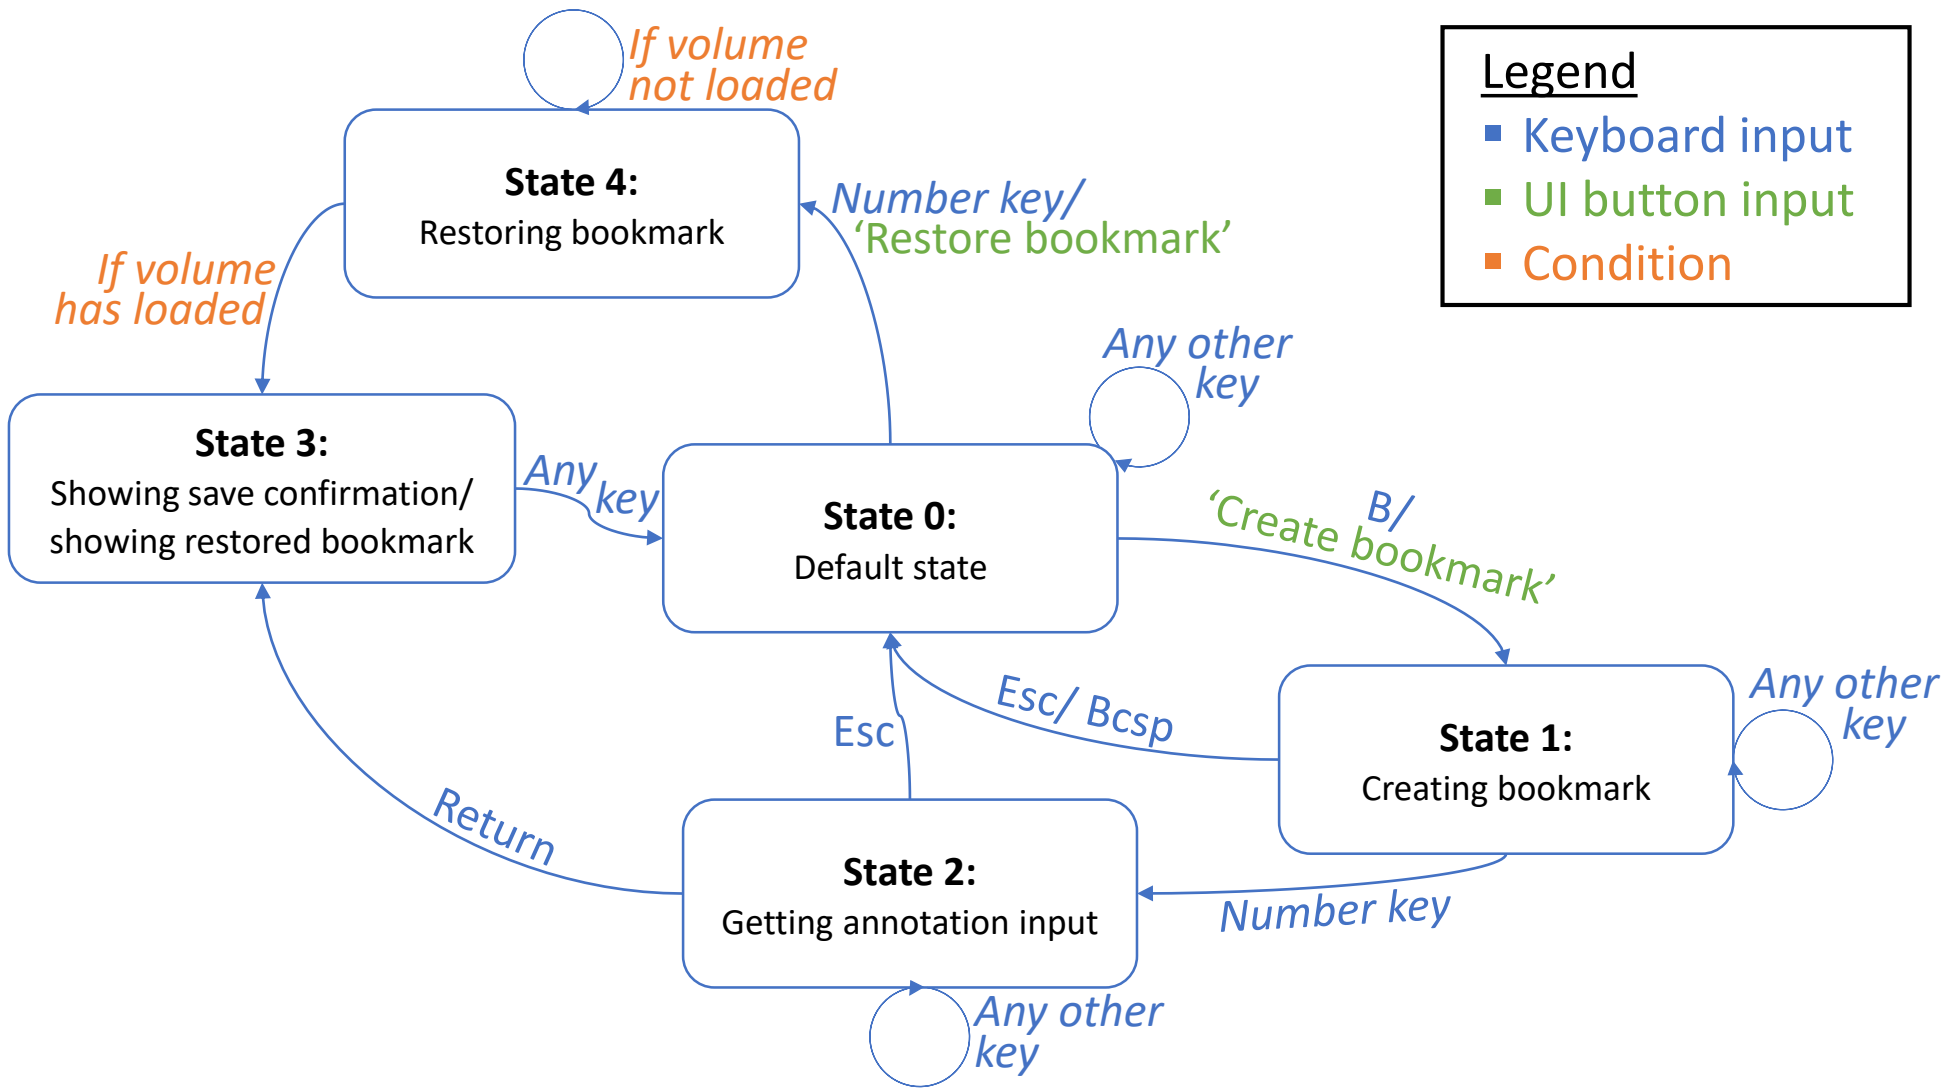 If volume
not loaded
Legend
Keyboard input
UI button input
Condition
State 4:
Restoring bookmark
Number key/
‘Restore bookmark’
If volume
has loaded
Any other
key
State 3:
Showing save confirmation/
showing restored bookmark
Any
key
State 0:
Default state
B/
‘Create bookmark’
Esc/ Bcsp
Esc
Any other
key
State 1:
Creating bookmark
Return
State 2:
Getting annotation input
Number key
Any other
key